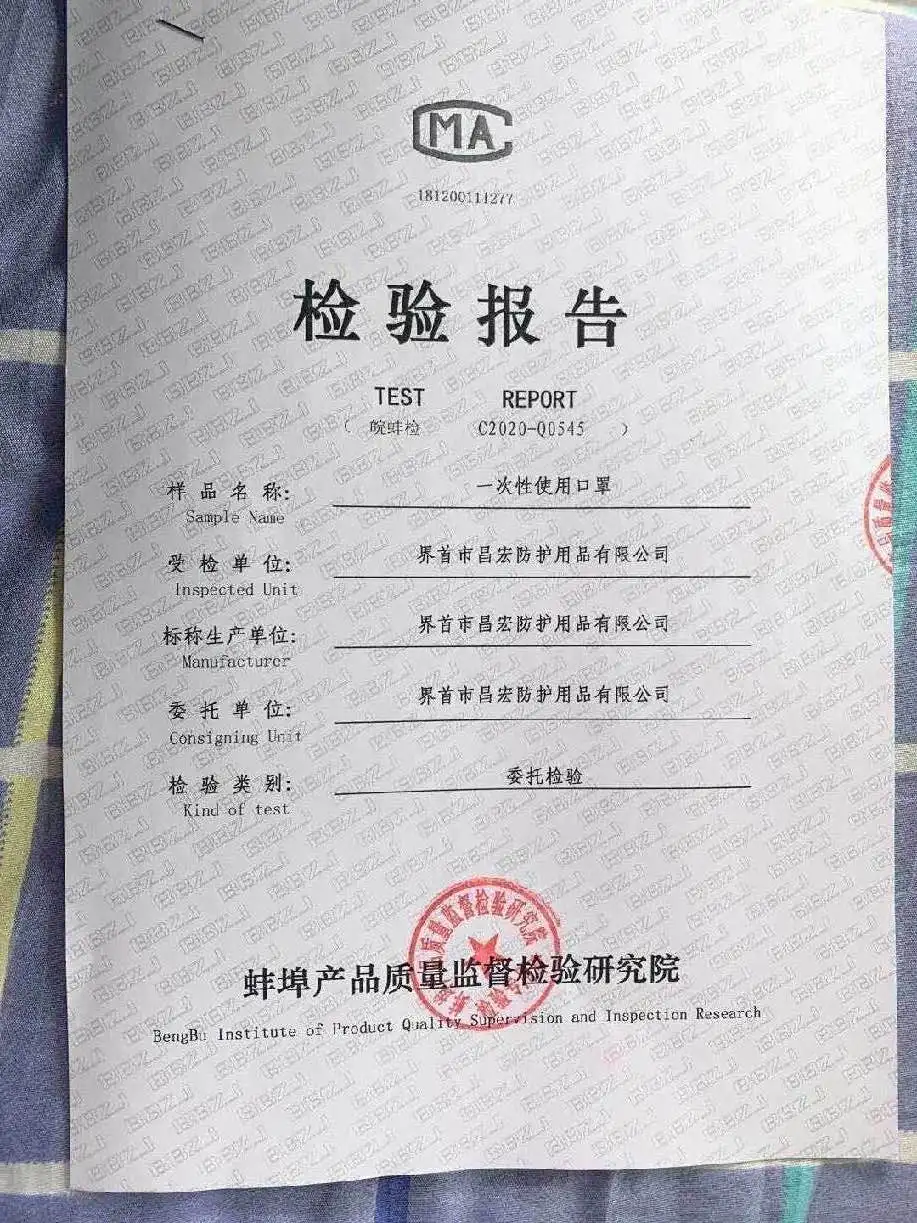 MA
181200111277
检验报告
TEST REPORT
（ 皖蚌检 C2020-Q0545 ）
样品名称: 一次性使用口罩
Sample Name
受检单位: 界首市昌宏防护用品有限公司
Inspected Unit
标称生产单位: 界首市昌宏防护用品有限公司
Manufacturer
委托单位: 界首市昌宏防护用品有限公司
Consigning Unit
检验类别: 委托检验
Kind of test
蚌埠产品质量监督检验研究院
BengBu Institute of Product Quality Supervision and Inspection Research